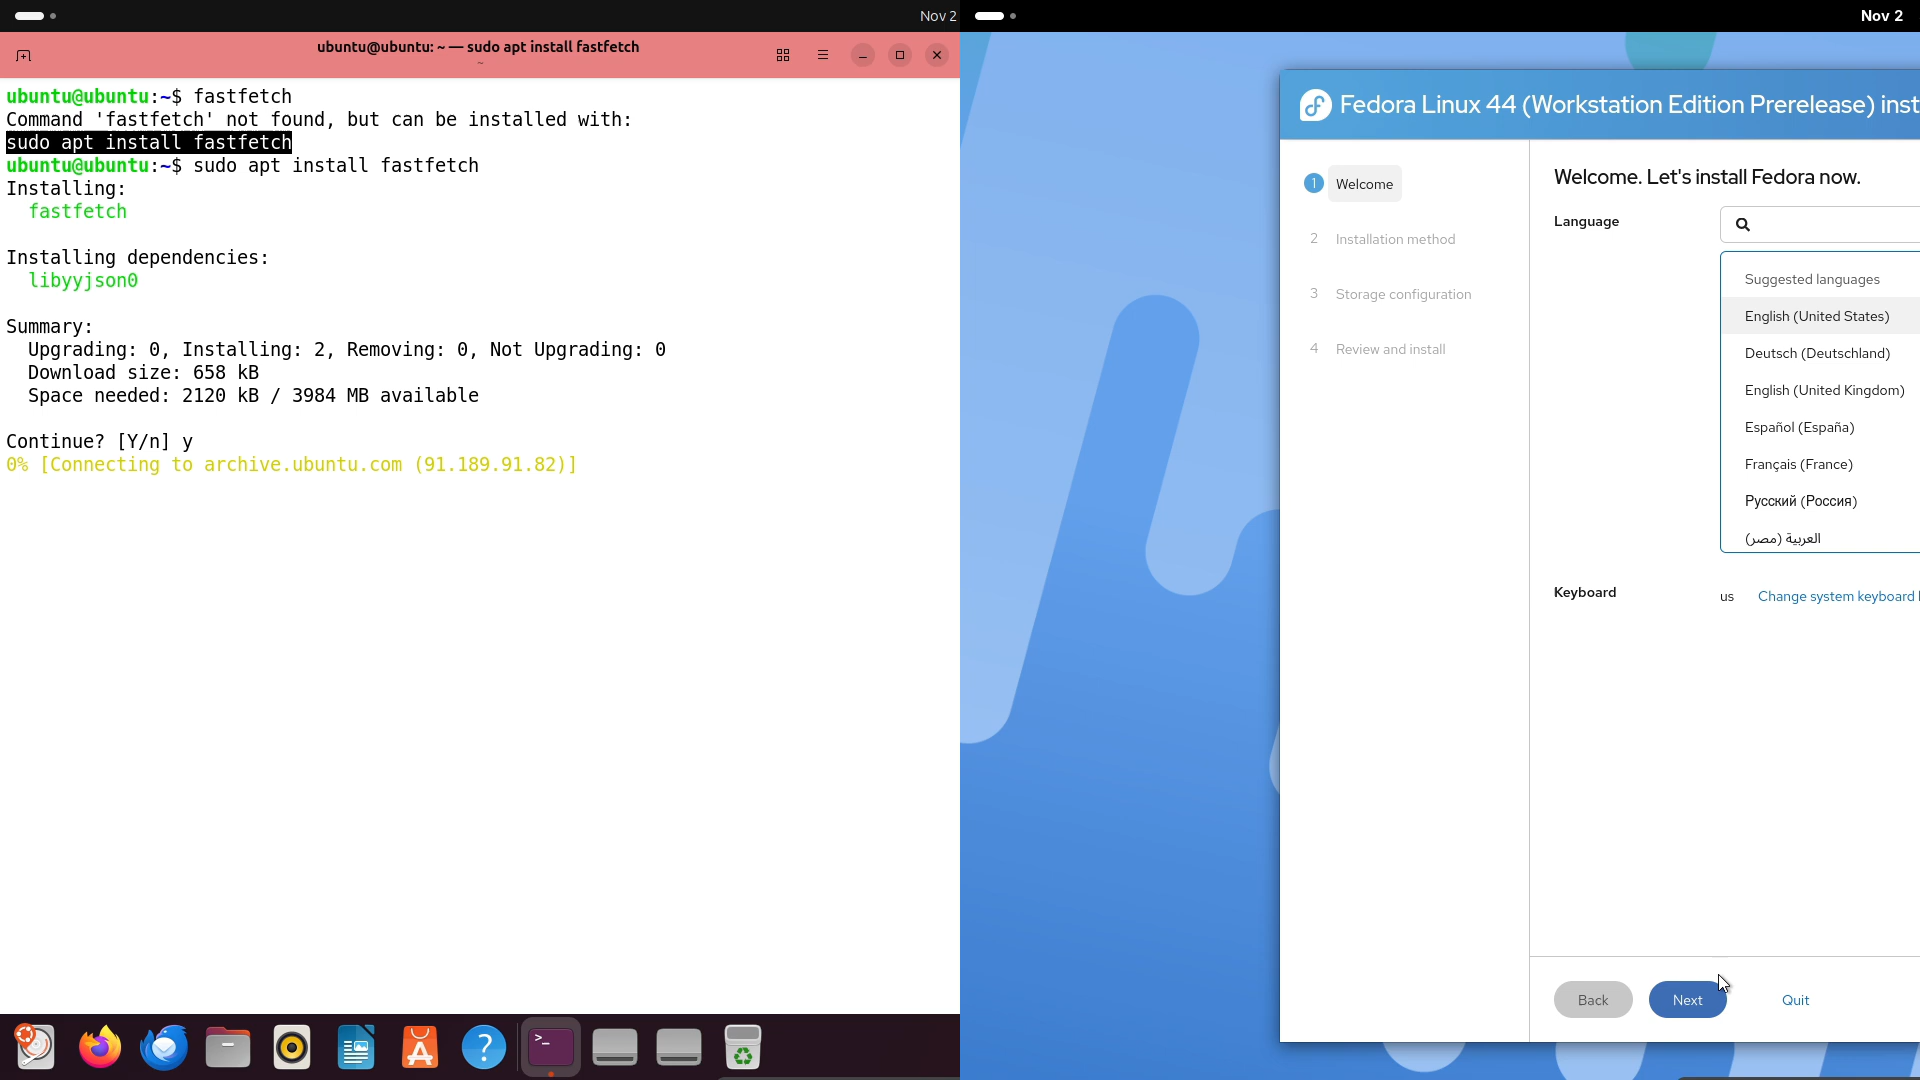 Nov 2
ubuntu@ubuntu: ~ — sudo apt install fastfetch
~
ubuntu@ubuntu:~$ fastfetch
Command 'fastfetch' not found, but can be installed with:
sudo apt install fastfetch
ubuntu@ubuntu:~$ sudo apt install fastfetch
Installing:
fastfetch
Installing dependencies:
libyyjson0
Summary:
Upgrading: 0, Installing: 2, Removing: 0, Not Upgrading: 0
Download size: 658 kB
Space needed: 2120 kB / 3984 MB available
Continue? [Y/n] y
0% [Connecting to archive.ubuntu.com (91.189.91.82)]
Nov 2
Fedora Linux 44 (Workstation Edition Prerelease) inst
1 Welcome
2 Installation method
3 Storage configuration
4 Review and install
Welcome. Let's install Fedora now.
Language
Suggested languages
English (United States)
Deutsch (Deutschland)
English (United Kingdom)
Español (España)
Français (France)
Русский (Россия)
العربية (مصر)
Keyboard
us Change system keyboard l
Back Next Quit